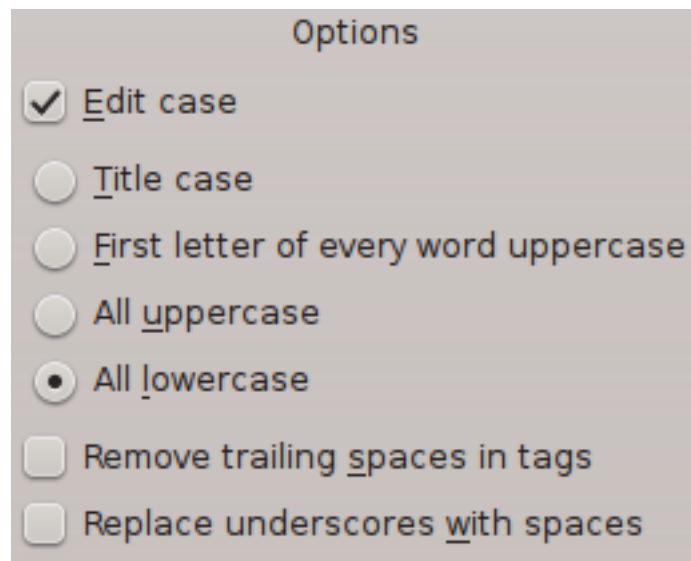 Options
Edit case
Title case
First letter of every word uppercase
All uppercase
All lowercase
Remove trailing spaces in tags
Replace underscores with spaces